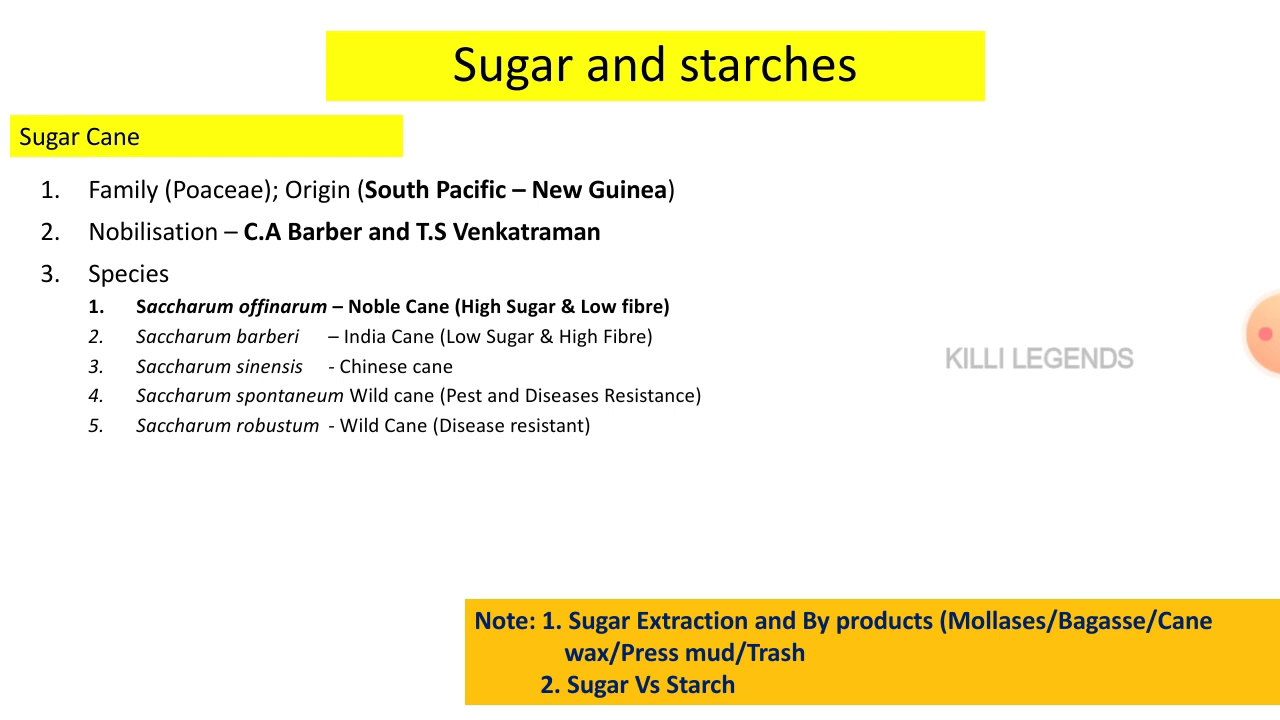 Sugar and starches
Sugar Cane
1. Family (Poaceae); Origin (South Pacific – New Guinea)
2. Nobilisation – C.A Barber and T.S Venkatraman
3. Species
1. Saccharum offinarum – Noble Cane (High Sugar & Low fibre)
2. Saccharum barberi – India Cane (Low Sugar & High Fibre)
3. Saccharum sinensis - Chinese cane
4. Saccharum spontaneum Wild cane (Pest and Diseases Resistance)
5. Saccharum robustum - Wild Cane (Disease resistant)
KILLI LEGENDS
Note: 1. Sugar Extraction and By products (Mollases/Bagasse/Cane
wax/Press mud/Trash
2. Sugar Vs Starch